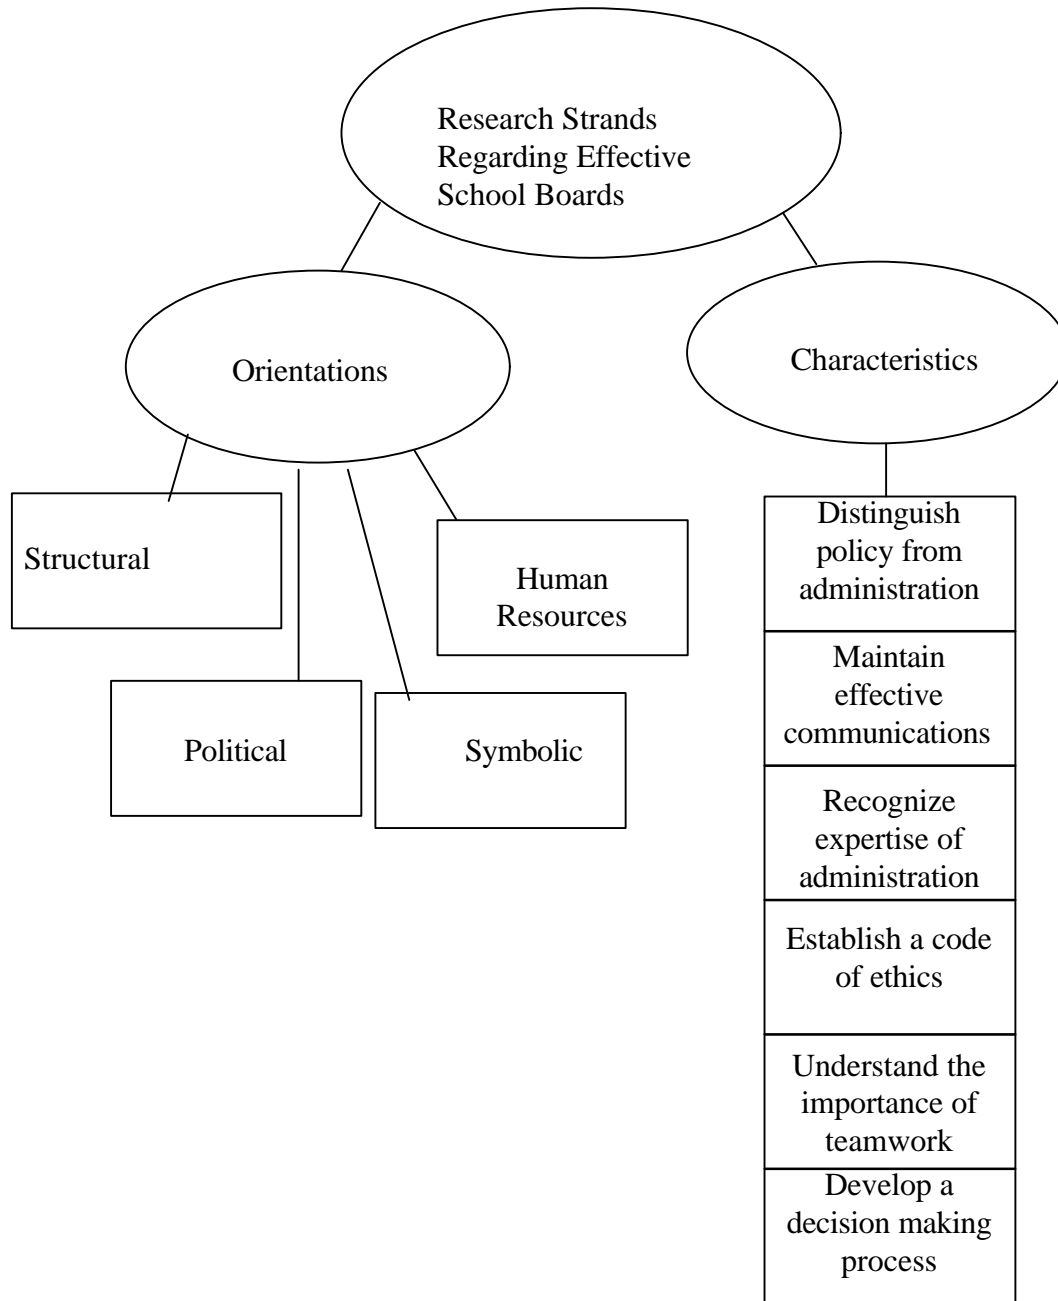 Research Strands
Regarding Effective
School Boards
Orientations
Characteristics
Structural
Human
Resources
Political
Symbolic
Distinguish
policy from
administration
Maintain
effective
communications
Recognize
expertise of
administration
Establish a code
of ethics
Understand the
importance of
teamwork
Develop a
decision making
process